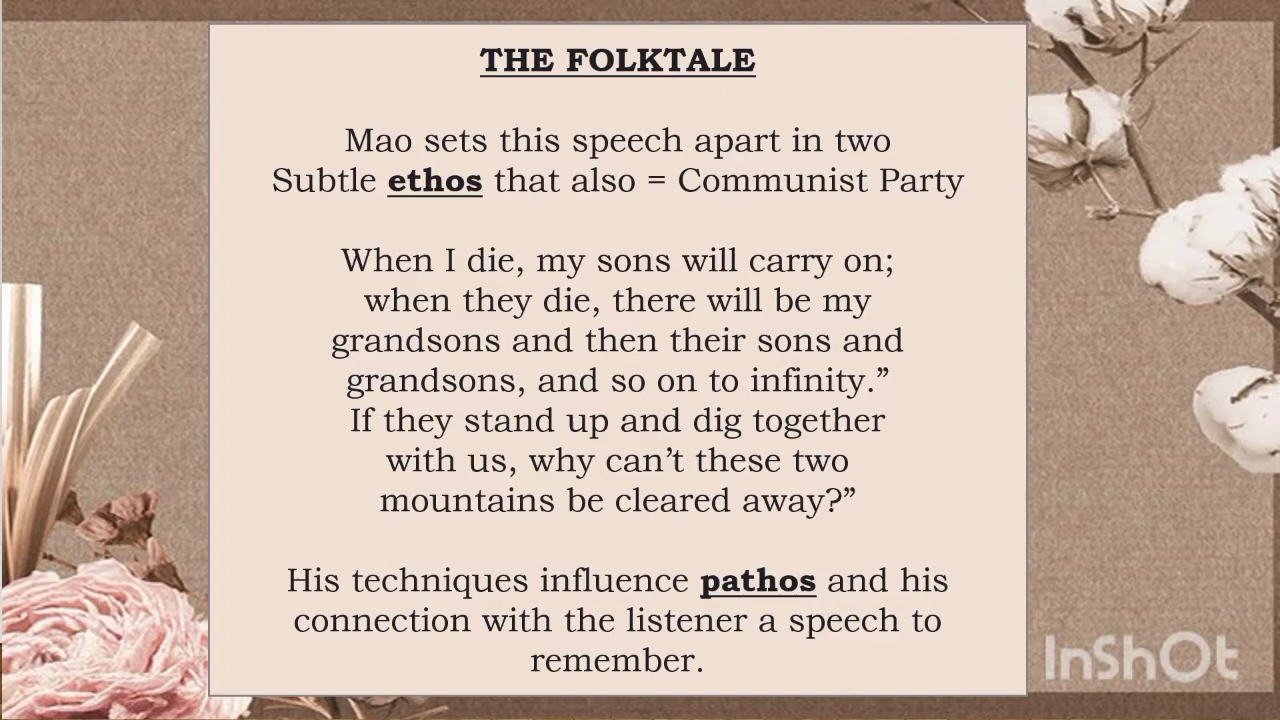 THE FOLKTALE
Mao sets this speech apart in two
Subtle ethos that also = Communist Party
When I die, my sons will carry on;
when they die, there will be my
grandsons and then their sons and
grandsons, and so on to infinity.”
If they stand up and dig together
with us, why can’t these two
mountains be cleared away?”
His techniques influence pathos and his
connection with the listener a speech to
remember.
InShOt